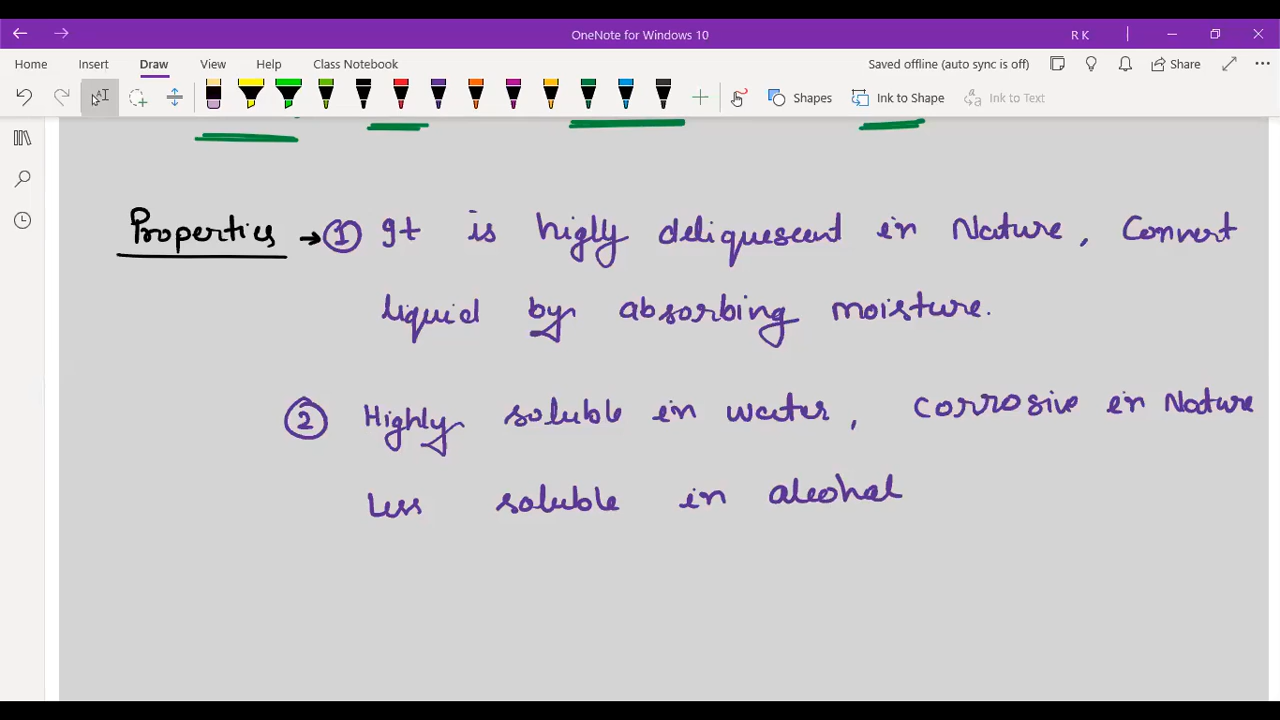 OneNote for Windows 10
R K
Home Insert Draw View Help Class Notebook
Saved offline (auto sync is off) Share
Shapes Ink to Shape Ink to Text
Properties → 1 It is higly deliquescent in Nature, Convert
liquid by absorbing moisture.
2 Highly soluble in water, corrosive in Nature
Less soluble in alcohal